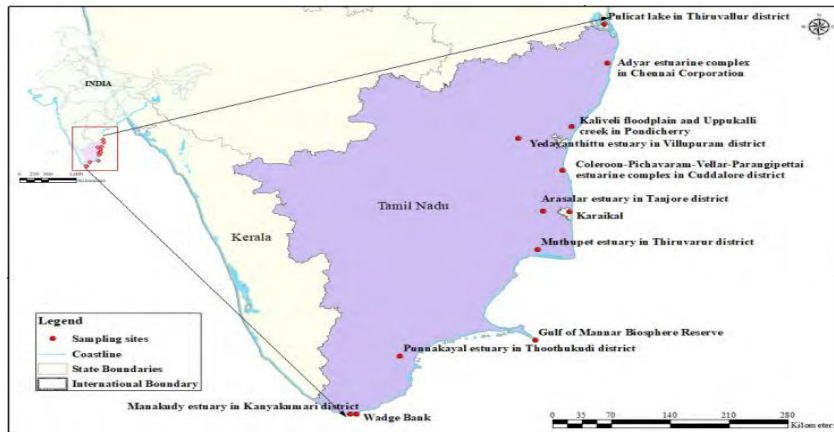 Pulicat lake in Thiruvallur district
Adyar estuarine complex
in Chennai Corporation
INDIA
Kaliveli floodplain and Uppukalli
creek in Pondicherry
Yedayanthittu estuary in Villupuram district
Coleroon-Pichavaram-Vellar-Parangipettai
estuarine complex in Cuddalore district
Tamil Nadu
Arasalar estuary in Tanjore district
Karaikal
Kerala
Muthupet estuary in Thiruvarur district
Legend
Sampling sites
Coastline
State Boundaries
International Boundary
Gulf of Mannar Biosphere Reserve
Punnakayal estuary in Thoothukudi district
Manakudy estuary in Kanyakumari district
Wadge Bank
0 35 70 140 210 280
Kilometers